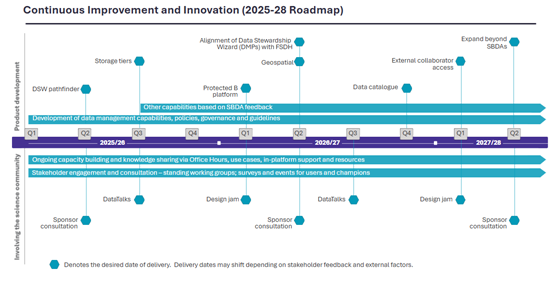 Continuous Improvement and Innovation (2025-28 Roadmap)
Product development
Alignment of Data Stewardship
Wizard (DMPs) with FSDH
Expand beyond
SBDAs
Storage tiers
Geospatial
External collaborator
access
DSW pathfinder
Protected B
platform
Data catalogue
Other capabilities based on SBDA feedback
Development of data management capabilities, policies, governance and guidelines
Q1 Q2 Q3 Q4 Q1 Q2 Q3 Q4 Q1 Q2
2025/26 2026/27 2027/28
Involving the science community
Ongoing capacity building and knowledge sharing via Office Hours, use cases, in-platform support and resources
Stakeholder engagement and consultation – standing working groups; surveys and events for users and champions
DataTalks Design jam DataTalks Design jam
Sponsor
consultation
Sponsor
consultation
Sponsor
consultation
Denotes the desired date of delivery. Delivery dates may shift depending on stakeholder feedback and external factors.